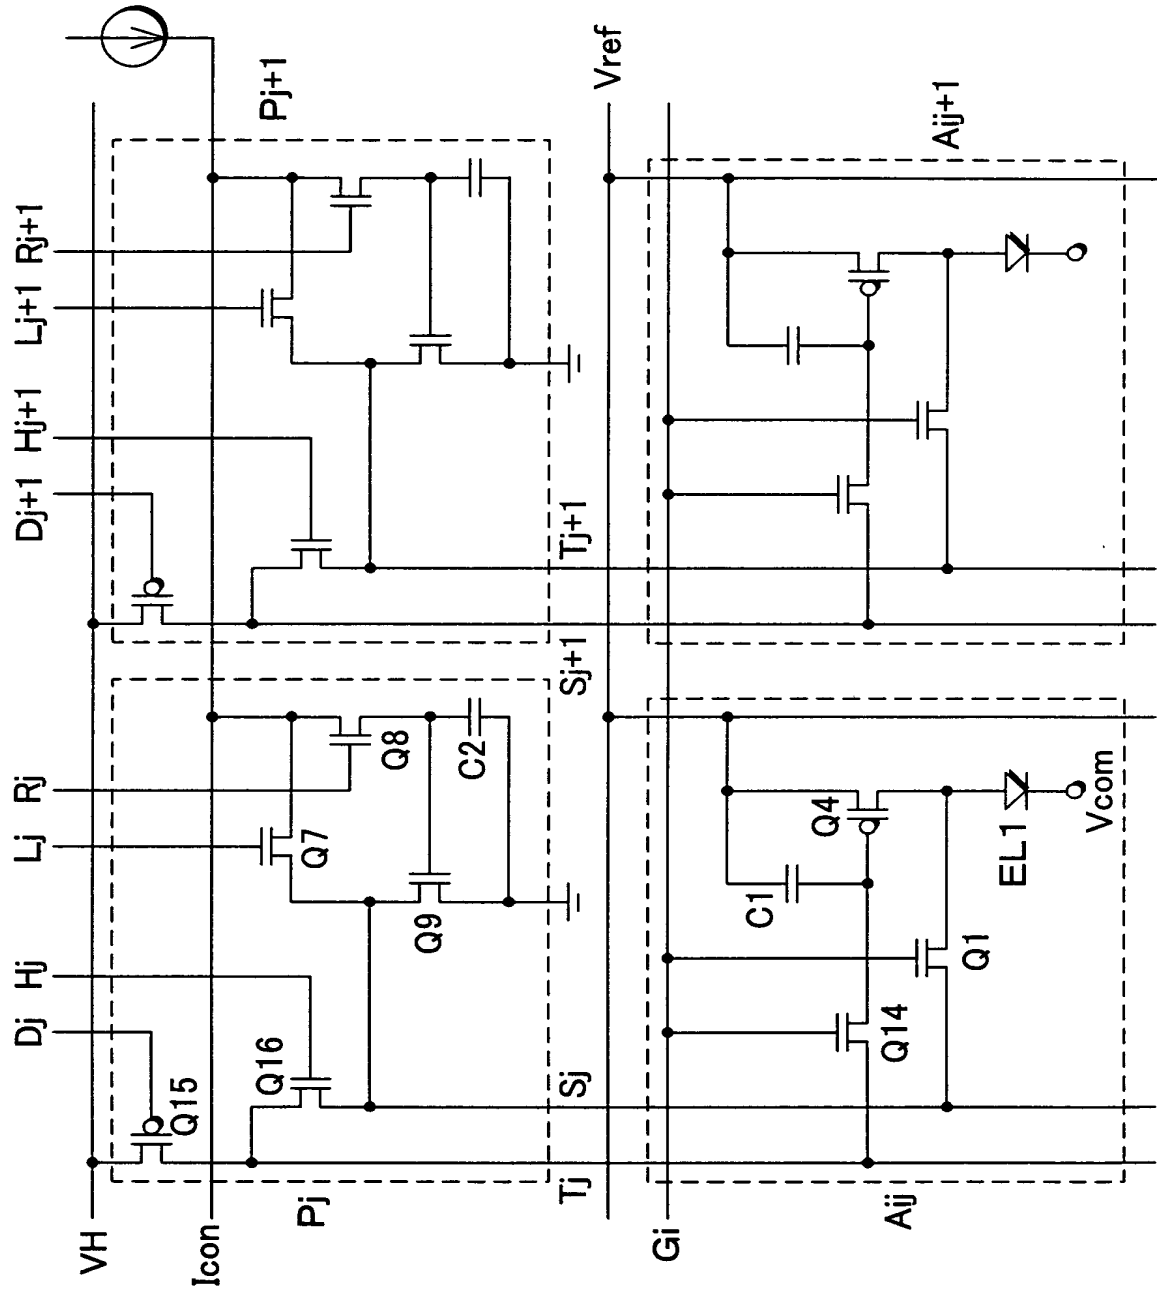 VH
Icon
Dj
Hj
Lj
Rj
Dj+1
Hj+1
Lj+1
Rj+1
Pj
Q15
Q16
Q7
Q8
Q9
C2
Pj+1
Tj
Sj
Sj+1
Tj+1
Vref
Gi
Aij
Q14
Q1
C1
Q4
EL1
Vcom
Aij+1